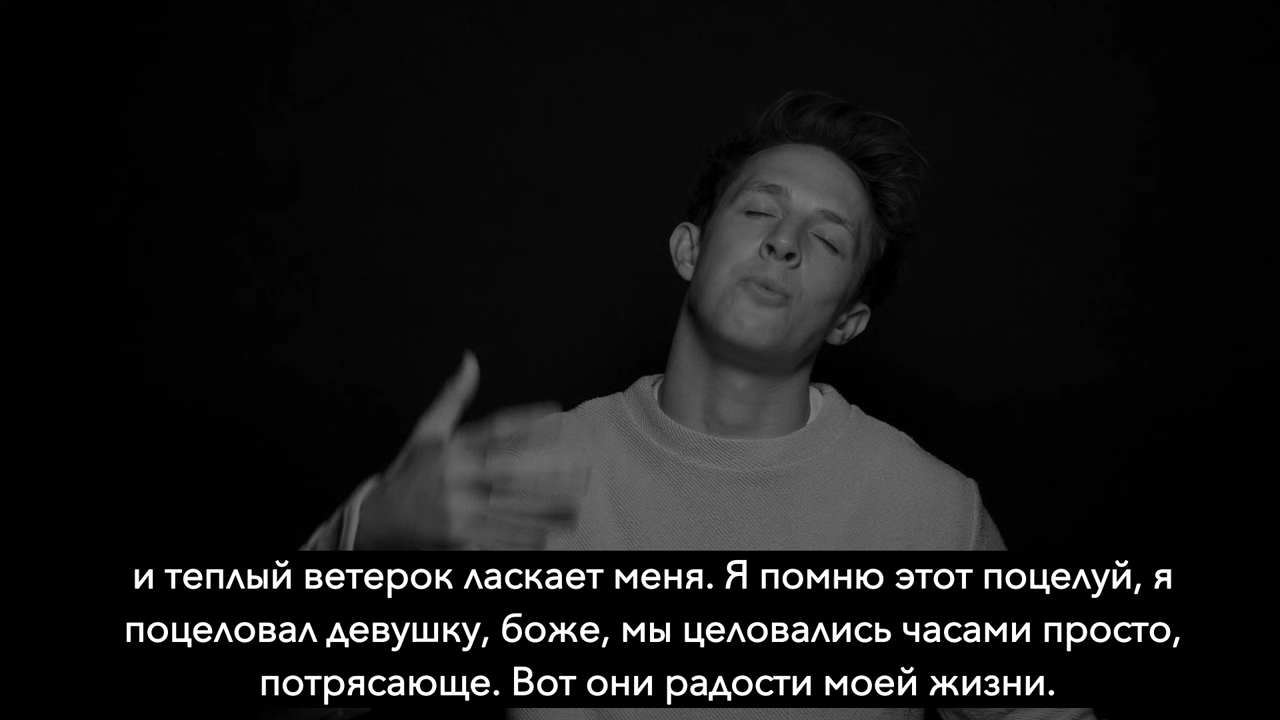 и теплый ветерок ласкает меня. Я помню этот поцелуй, я
поцеловал девушку, боже, мы целовались часами просто,
потрясающе. Вот они радости моей жизни.